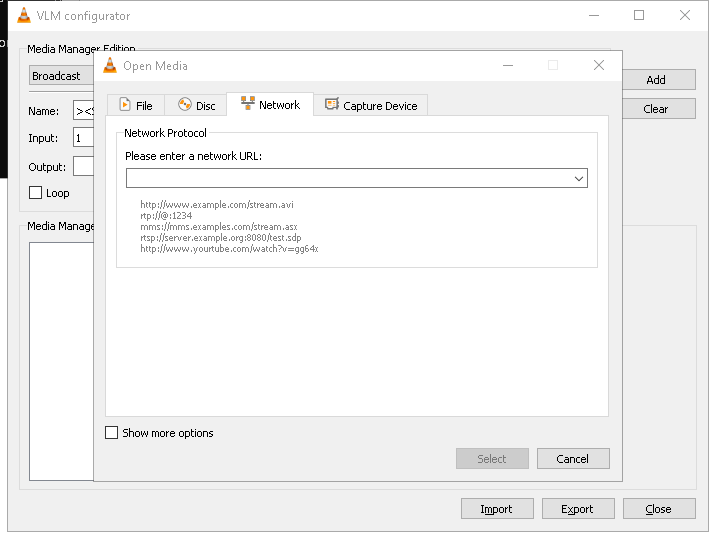 VLM configurator
Media Manager Edition
Broadcast
Add
Clear
Name:
Input: 1
Output:
Loop
Media Manage
Open Media
File
Disc
Network
Capture Device
Network Protocol
Please enter a network URL:
http://www.example.com/stream.avi
rtp://@:1234
mms://mms.examples.com/stream.asx
rtsp://server.example.org:8080/test.sdp
http://www.yourtube.com/watch?v=gg64x
Show more options
Select
Cancel
Import
Export
Close